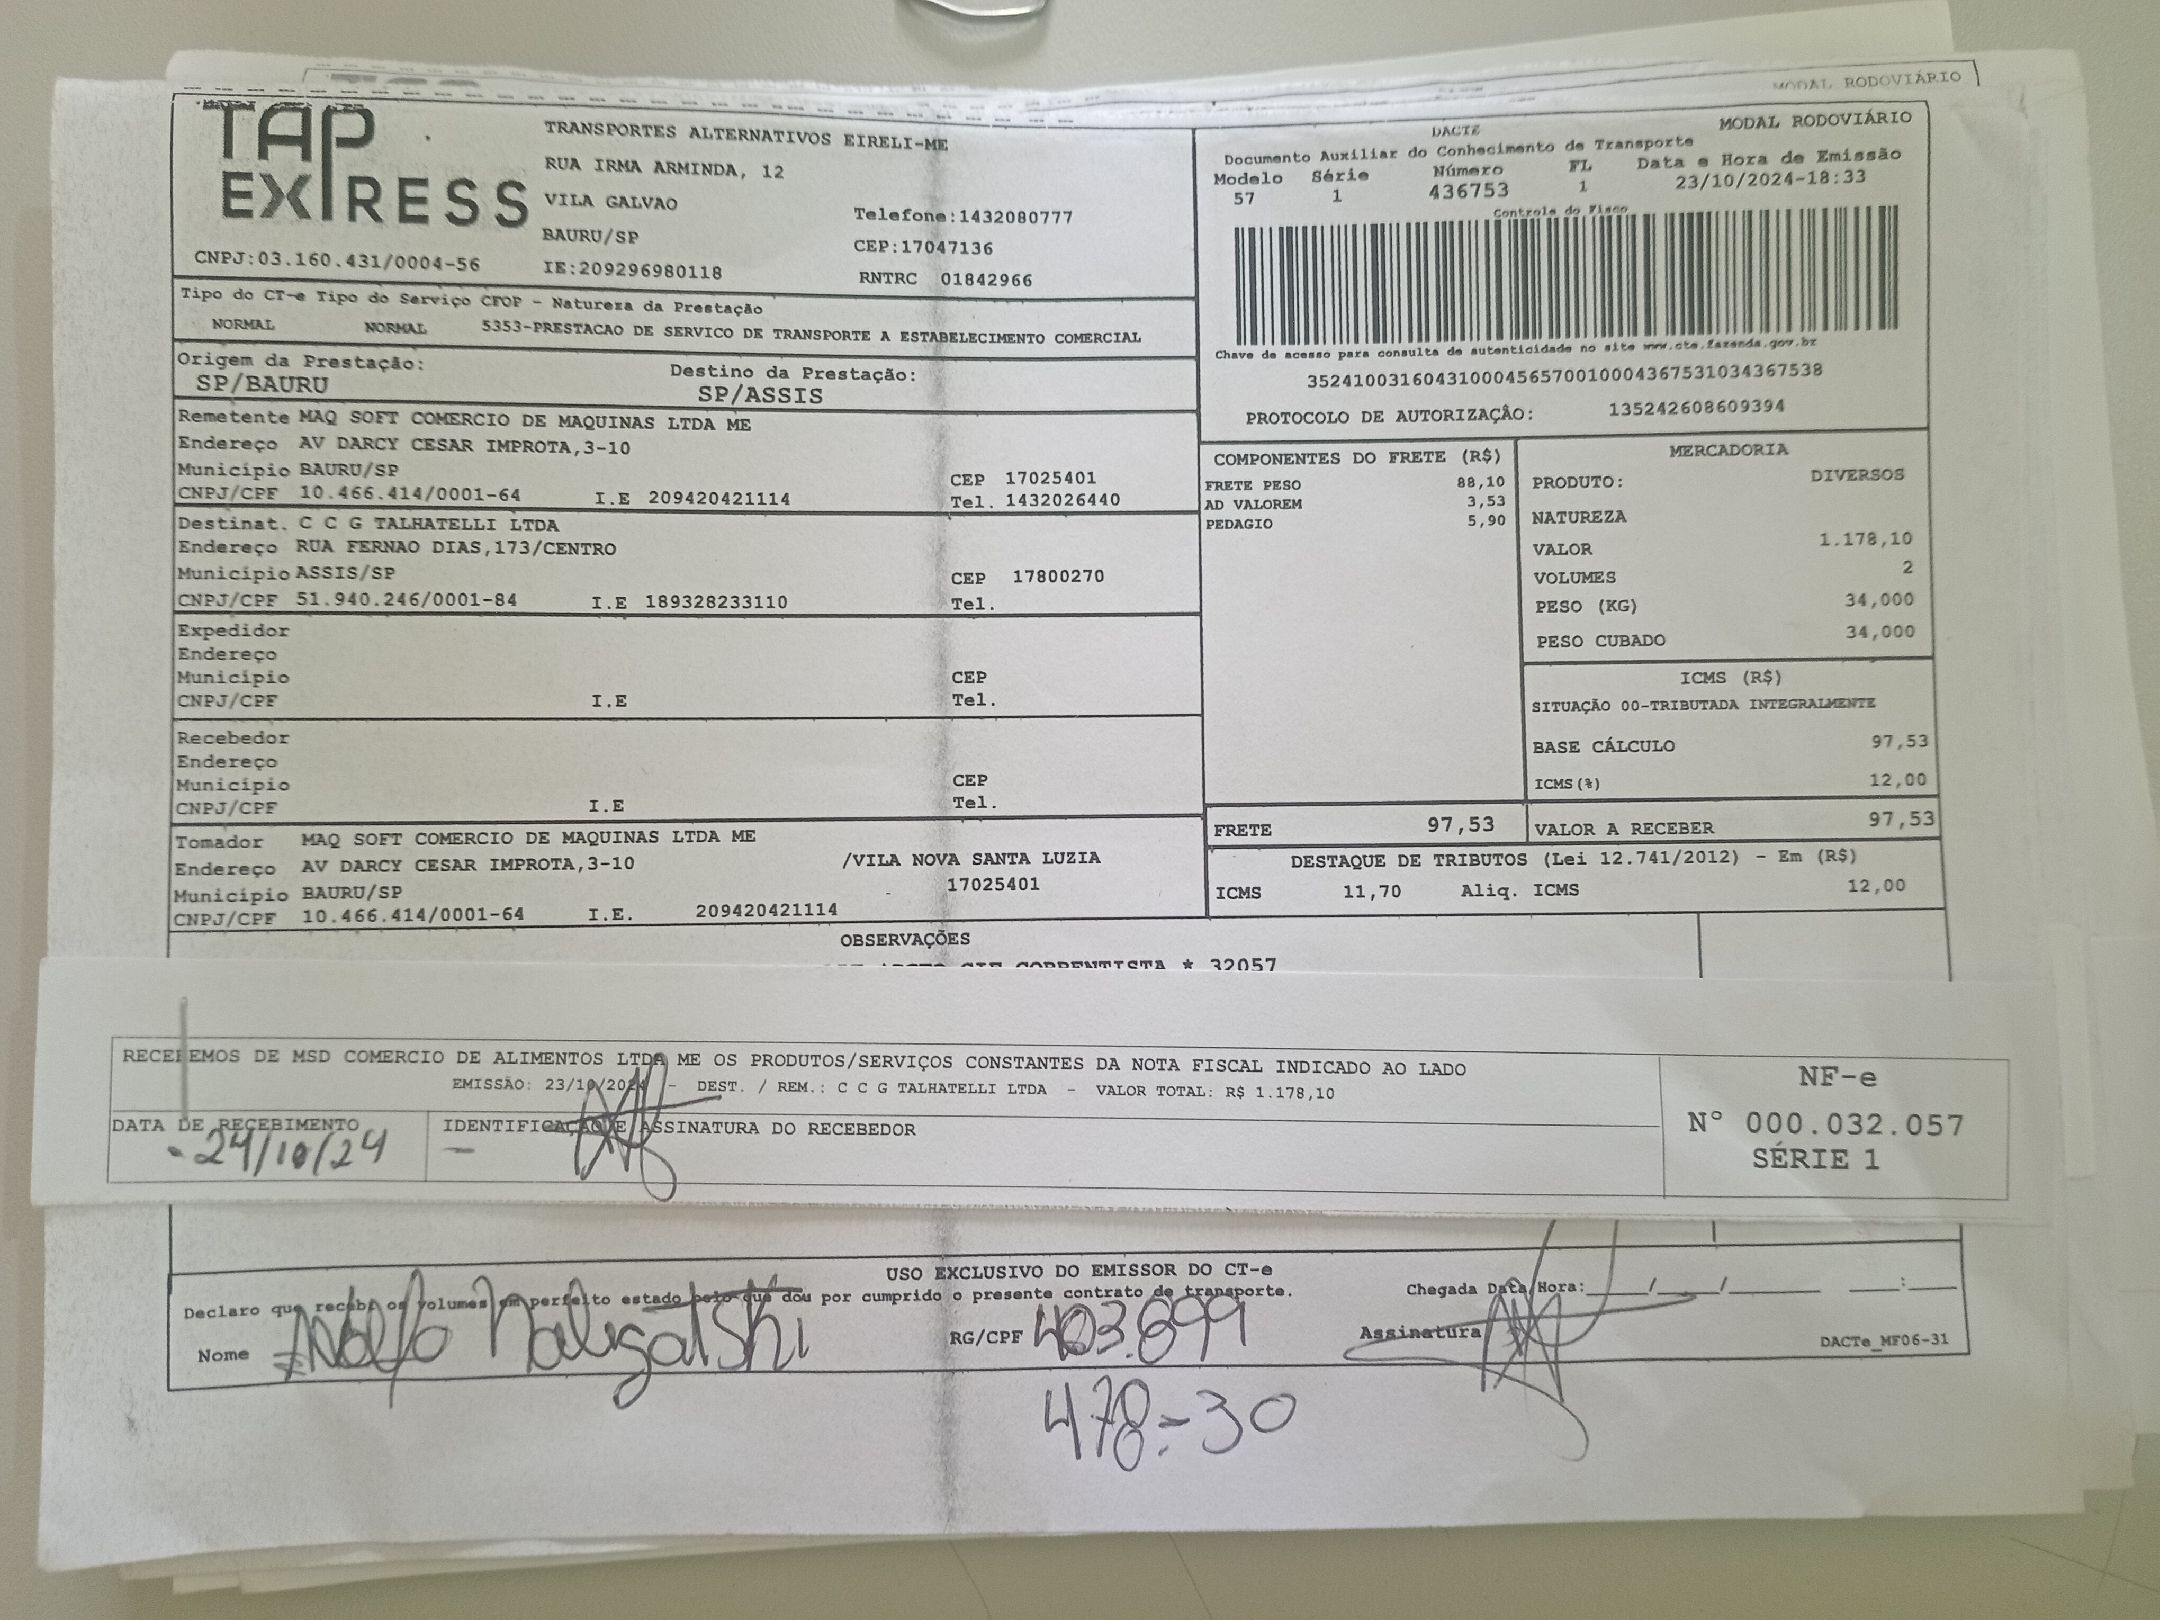 MODAL RODOVIÁRIO
TAP EXPRESS
TRANSPORTES ALTERNATIVOS EIRELI-ME
RUA IRMA ARMINDA, 12
VILA GALVAO
Telefone:1432080777
BAURU/SP
CEP:17047136
CNPJ:03.160.431/0004-56
IE:209296980118
RNTRC 01842966
DACTE
MODAL RODOVIÁRIO
Documento Auxiliar do Conhecimento de Transporte
Modelo Série Número FL Data e Hora de Emissão
57 1 436753 1 23/10/2024-18:33
Controle do Fisco
Chave de acesso para consulta de autenticidade no site www.cte.fazenda.gov.br
35241003160431000456570010004367531034367538
PROTOCOLO DE AUTORIZAÇÃO: 135242608609394
Tipo do CT-e Tipo do Serviço CFOP - Natureza da Prestação
NORMAL NORMAL 5353-PRESTACAO DE SERVICO DE TRANSPORTE A ESTABELECIMENTO COMERCIAL
Origem da Prestação: Destino da Prestação:
SP/BAURU SP/ASSIS
Remetente MAQ SOFT COMERCIO DE MAQUINAS LTDA ME
Endereço AV DARCY CESAR IMPROTA,3-10
Município BAURU/SP CEP 17025401
CNPJ/CPF 10.466.414/0001-64 I.E 209420421114 Tel. 1432026440
Destinat. C C G TALHATELLI LTDA
Endereço RUA FERNAO DIAS,173/CENTRO
Município ASSIS/SP CEP 17800270
CNPJ/CPF 51.940.246/0001-84 I.E 189328233110 Tel.
Expedidor
Endereço
Município CEP
CNPJ/CPF I.E Tel.
Recebedor
Endereço
Município CEP
CNPJ/CPF I.E Tel.
Tomador MAQ SOFT COMERCIO DE MAQUINAS LTDA ME
Endereço AV DARCY CESAR IMPROTA,3-10 /VILA NOVA SANTA LUZIA
Município BAURU/SP 17025401
CNPJ/CPF 10.466.414/0001-64 I.E. 209420421114
COMPONENTES DO FRETE (R$)
FRETE PESO 88,10
AD VALOREM 3,53
PEDAGIO 5,90
MERCADORIA
PRODUTO: DIVERSOS
NATUREZA
VALOR 1.178,10
VOLUMES 2
PESO (KG) 34,000
PESO CUBADO 34,000
ICMS (R$)
SITUAÇÃO 00-TRIBUTADA INTEGRALMENTE
BASE CÁLCULO 97,53
ICMS(%) 12,00
FRETE 97,53 VALOR A RECEBER 97,53
DESTAQUE DE TRIBUTOS (Lei 12.741/2012) - Em (R$)
ICMS 11,70 Aliq. ICMS 12,00
OBSERVAÇÕES
CORRENTISTA * 32057
RECEBEMOS DE MSD COMERCIO DE ALIMENTOS LTDA ME OS PRODUTOS/SERVIÇOS CONSTANTES DA NOTA FISCAL INDICADO AO LADO
EMISSÃO: 23/10/2024 - DEST. / REM.: C C G TALHATELLI LTDA - VALOR TOTAL: R$ 1.178,10
DATA DE RECEBIMENTO IDENTIFICAÇÃO E ASSINATURA DO RECEBEDOR
24/10/24
NF-e
N° 000.032.057
SÉRIE 1
USO EXCLUSIVO DO EMISSOR DO CT-e
Declaro que recebi os volumes em perfeito estado pelo que dou por cumprido o presente contrato de transporte.
Chegada Data/Hora:____/____/______ ____:____
Nome RG/CPF 403.699 Assinatura
DACTe_MF06-31
478.-30